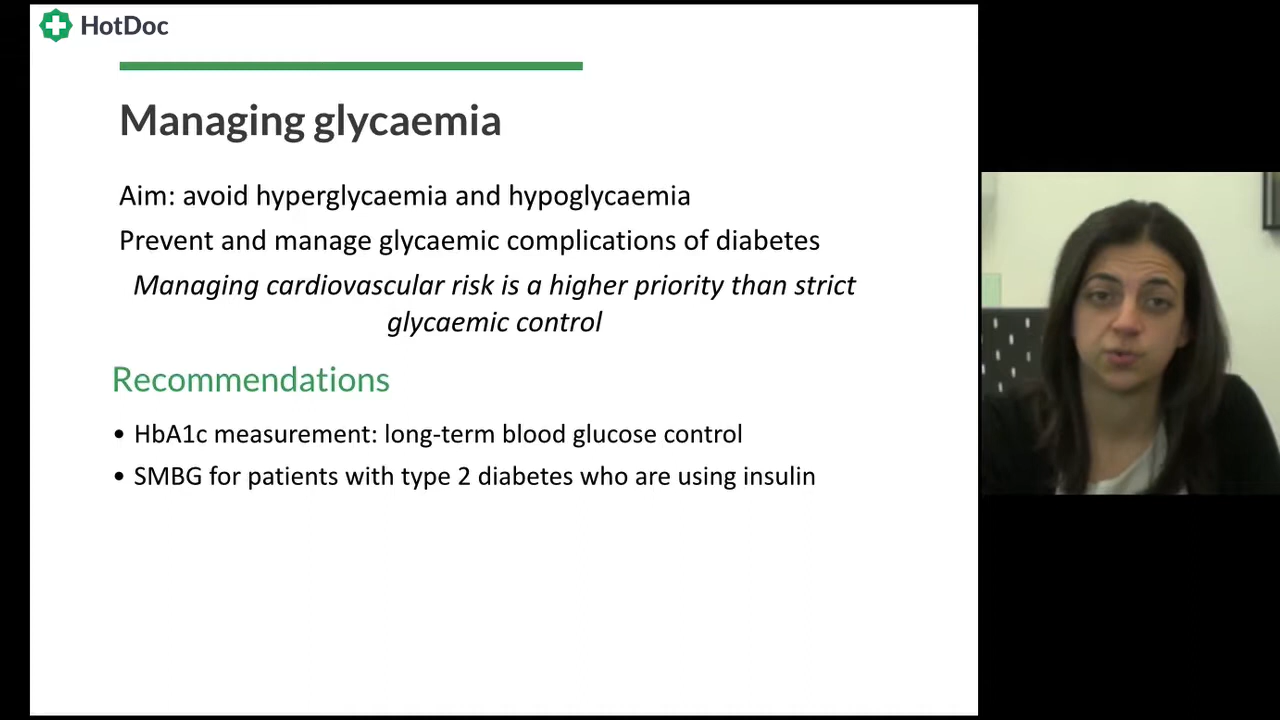 HotDoc
Managing glycaemia
Aim: avoid hyperglycaemia and hypoglycaemia
Prevent and manage glycaemic complications of diabetes
Managing cardiovascular risk is a higher priority than strict
glycaemic control
Recommendations
• HbA1c measurement: long-term blood glucose control
• SMBG for patients with type 2 diabetes who are using insulin